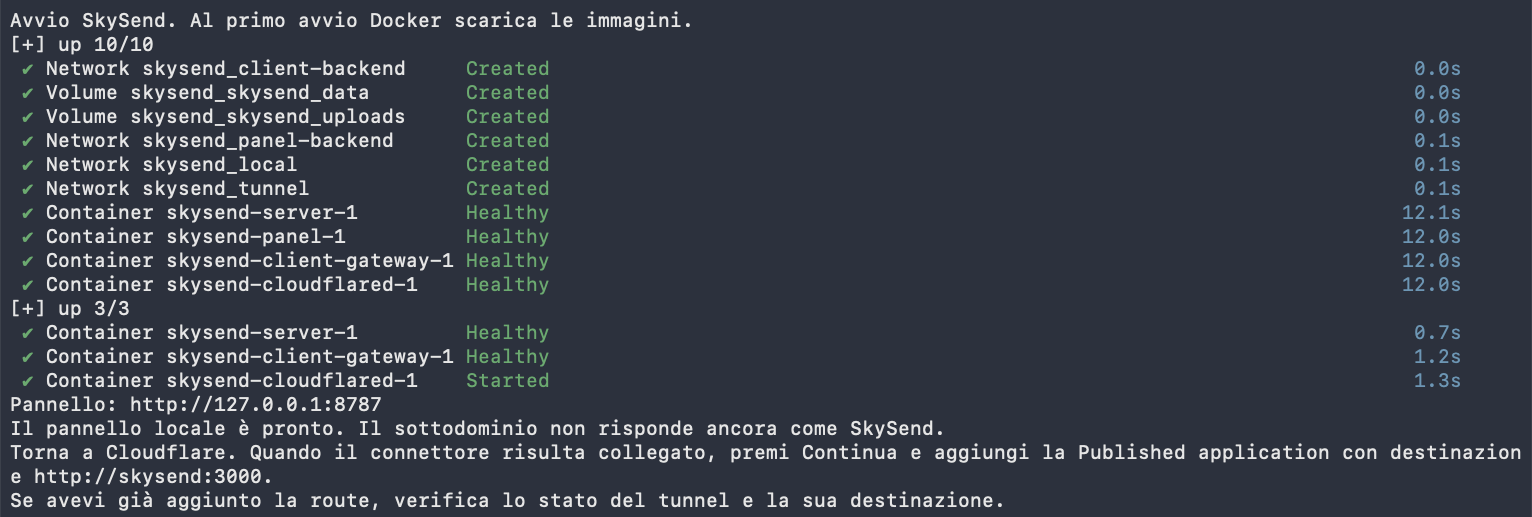 Avvio SkySend. Al primo avvio Docker scarica le immagini.
[+] up 10/10
✔ Network skysend_client-backend Created 0.0s
✔ Volume skysend_skysend_data Created 0.0s
✔ Volume skysend_skysend_uploads Created 0.0s
✔ Network skysend_panel-backend Created 0.1s
✔ Network skysend_local Created 0.1s
✔ Network skysend_tunnel Created 0.1s
✔ Container skysend-server-1 Healthy 12.1s
✔ Container skysend-panel-1 Healthy 12.0s
✔ Container skysend-client-gateway-1 Healthy 12.0s
✔ Container skysend-cloudflared-1 Healthy 12.0s
[+] up 3/3
✔ Container skysend-server-1 Healthy 0.7s
✔ Container skysend-client-gateway-1 Healthy 1.2s
✔ Container skysend-cloudflared-1 Started 1.3s
Pannello: http://127.0.0.1:8787
Il pannello locale è pronto. Il sottodominio non risponde ancora come SkySend.
Torna a Cloudflare. Quando il connettore risulta collegato, premi Continua e aggiungi la Published application con destinazion
e http://skysend:3000.
Se avevi già aggiunto la route, verifica lo stato del tunnel e la sua destinazione.